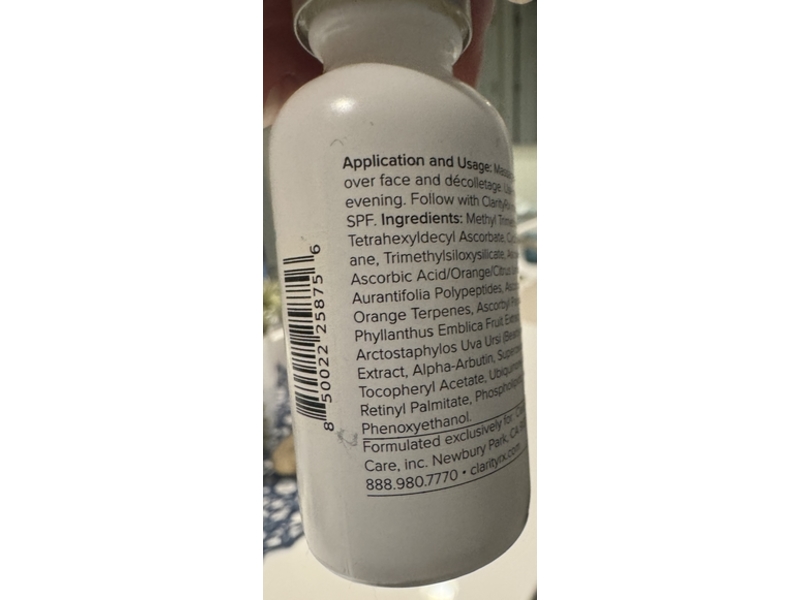 Application and Usage:
over face and décolletage.
evening. Follow with
SPF. Ingredients: Methyl
Tetrahexyldecyl Ascorbate,
ane, Trimethylsiloxysilicate,
Ascorbic Acid/Orange/Citrus
Aurantifolia Polypeptides,
Orange Terpenes, Ascorbyl
Phyllanthus Emblica Fruit
Arctostaphylos Uva Ursi
Extract, Alpha-Arbutin,
Tocopheryl Acetate,
Retinyl Palmitate,
Phenoxyethanol.
Formulated exclusively for:
Care, inc. Newbury Park, CA
888.980.7770 • clarityrx.com
8 50022 25875 6